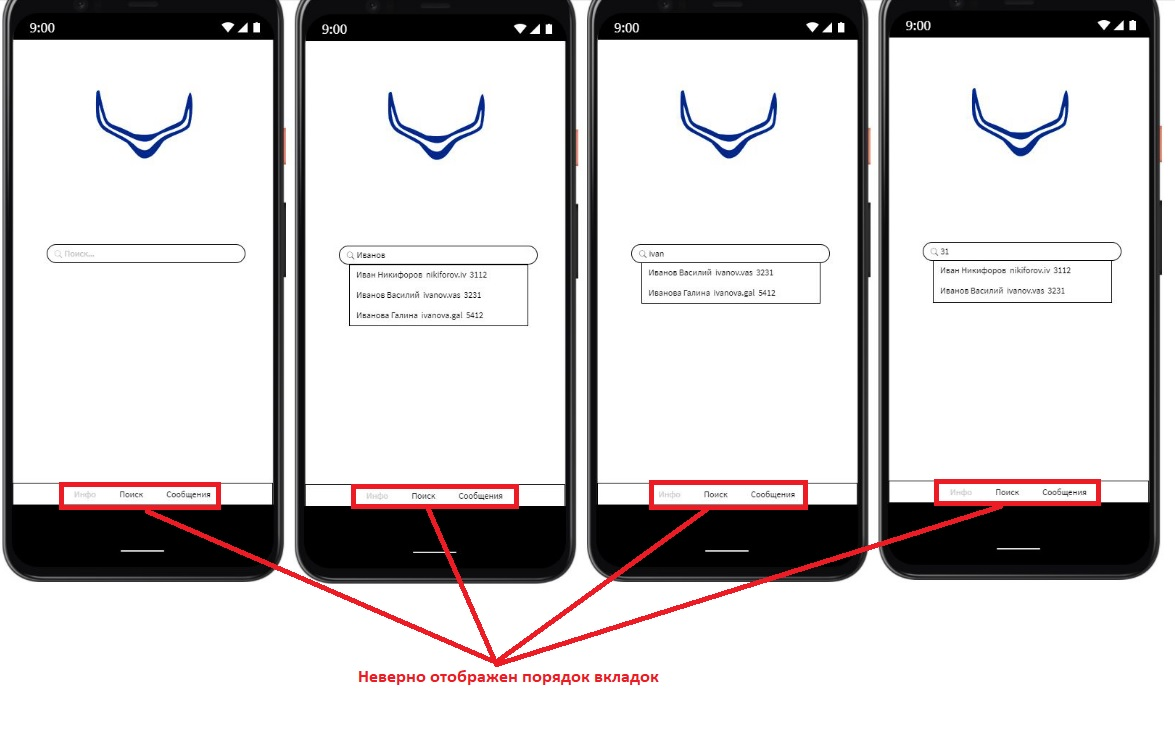 9:00
Поиск...
Инфо Поиск Сообщения
9:00
Иванов
Иван Никифоров nikiforov.iv 3112
Иванов Василий ivanov.vas 3231
Иванова Галина ivanova.gal 5412
Инфо Поиск Сообщения
9:00
ivan
Иванов Василий ivanov.vas 3231
Иванова Галина ivanova.gal 5412
Инфо Поиск Сообщения
9:00
31
Иван Никифоров nikiforov.iv 3112
Иванов Василий ivanov.vas 3231
Инфо Поиск Сообщения
Неверно отображен порядок вкладок